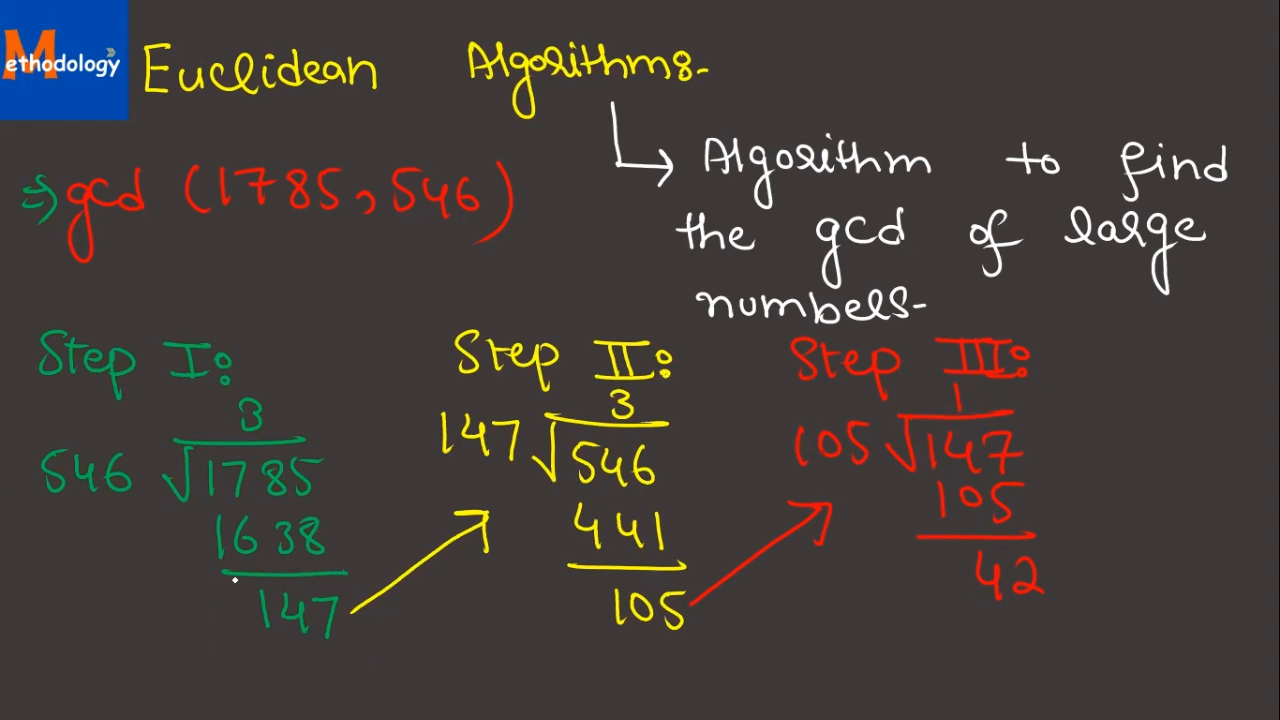 Methodology
Euclidean Algorithms.
→ Algorithm to find
the gcd of large
numbers.
⇒ gcd (1785, 546)
Step I:
3
546 √1785
1638
147
Step II:
3
147 √546
441
105
Step III:
1
105 √147
105
42